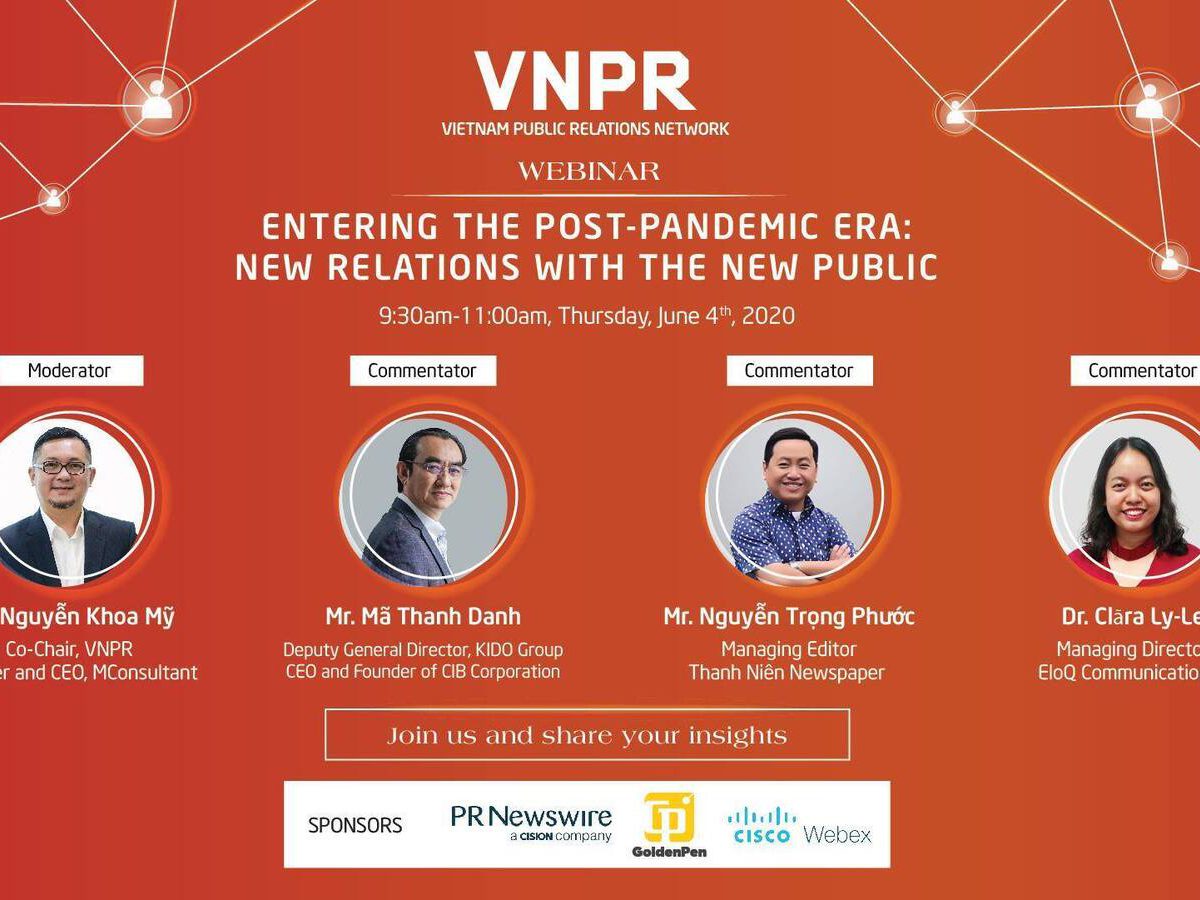 VNPR
VIETNAM PUBLIC RELATIONS NETWORK
WEBINAR
ENTERING THE POST-PANDEMIC ERA:
NEW RELATIONS WITH THE NEW PUBLIC
9:30am-11:00am, Thursday, June 4th, 2020
Moderator
Nguyễn Khoa Mỹ
Co-Chair, VNPR
and CEO, MConsultant
Commentator
Mr. Mã Thanh Danh
Deputy General Director, KIDO Group
CEO and Founder of CIB Corporation
Commentator
Mr. Nguyễn Trọng Phước
Managing Editor
Thanh Niên Newspaper
Commentator
Dr. Clāra Ly-Le
Managing
EloQ
Join us and share your insights
SPONSORS
PR Newswire
a CISION company
GoldenPen
CISCO Webex